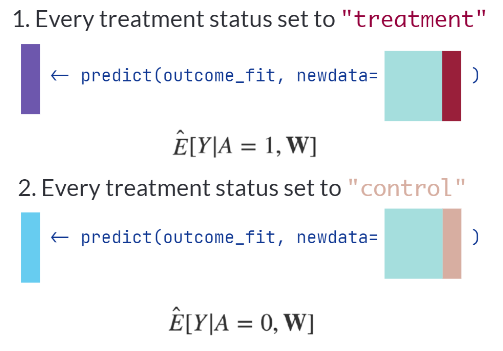 1. Every treatment status set to "treatment"
← predict(outcome_fit, newdata= )
Ê[Y|A = 1, W]
2. Every treatment status set to "control"
← predict(outcome_fit, newdata= )
Ê[Y|A = 0, W]